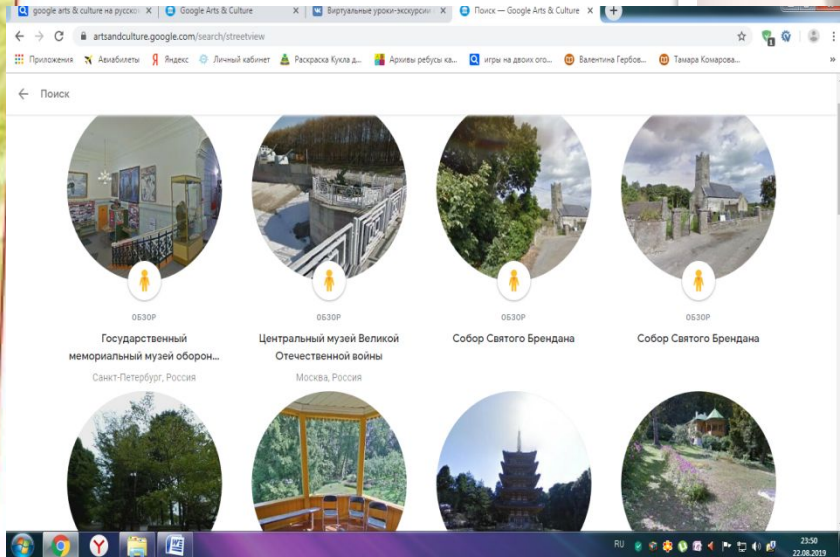 google arts & culture на русско
Google Arts & Culture
Виртуальные уроки-экскурсии
Поиск — Google Arts & Culture
artsandculture.google.com/search/streetview
Приложения
Авиабилеты
Яндекс
Личный кабинет
Раскраска Кукла д...
Архивы ребусы ка...
игры на двоих ого...
Валентина Гербов...
Тамара Комарова...
Поиск
ОБЗОР
Государственный
мемориальный музей оборон...
Санкт-Петербург, Россия
ОБЗОР
Центральный музей Великой
Отечественной войны
Москва, Россия
ОБЗОР
Собор Святого Брендана
ОБЗОР
Собор Святого Брендана
RU
23:50
22.08.2019